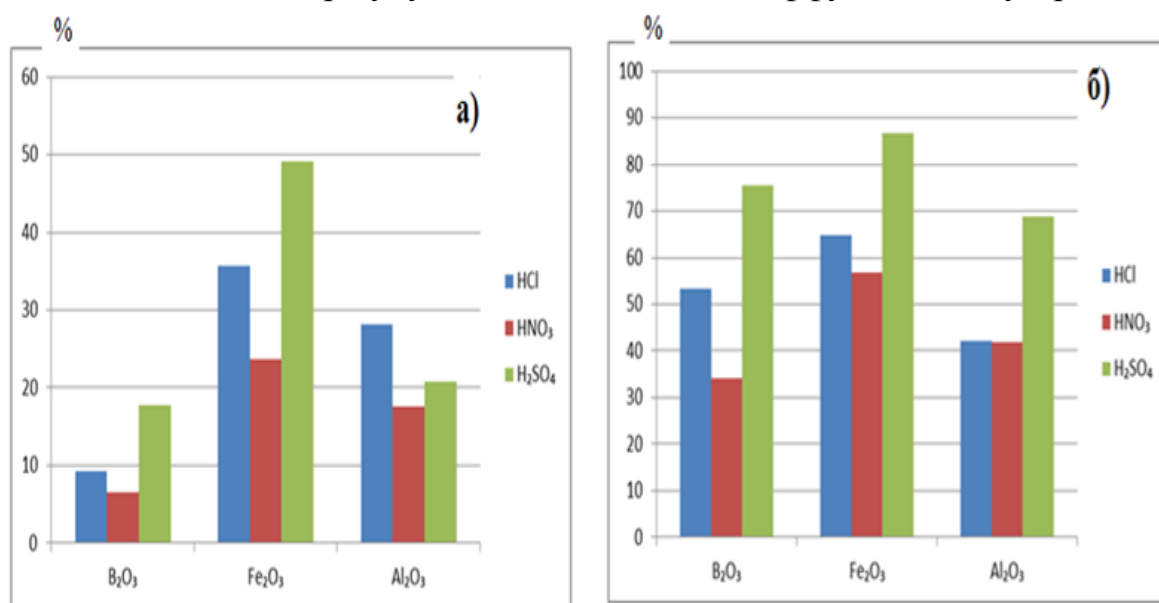 %
а)
60
50
40
30
20
10
0
B₂O₃ Fe₂O₃ Al₂O₃
HCl
HNO₃
H₂SO₄
%
б)
100
90
80
70
60
50
40
30
20
10
0
B₂O₃ Fe₂O₃ Al₂O₃
HCl
HNO₃
H₂SO₄